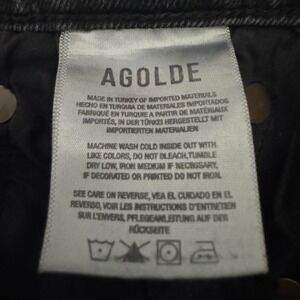 AGOLDE
MADE IN TURKEY OF IMPORTED MATERIALS
HECHO EN TURQUIA DE MATERIALES IMPORTADOS
FABRIQUÉ EN TURQUIE A PARTIR DE MATÉRIAUX
IMPORTÉS, IN DER TÜRKEI HERGESTELLT MIT
IMPORTIERTEN MATERIALIEN
MACHINE WASH COLD INSIDE OUT WITH
LIKE COLORS, DO NOT BLEACH,TUMBLE
DRY LOW, IRON MEDIUM IF NECESSARY,
IF DECORATED OR PRINTED DO NOT IRON
SEE CARE ON REVERSE, VEA EL CUIDADO EN EL
REVERSO, VOIR LES INSTRUCTIONS D'ENTRETIEN
SUR L'ENVERS, PFLEGEANLEITUNG AUF DER
RÜCKSEITE